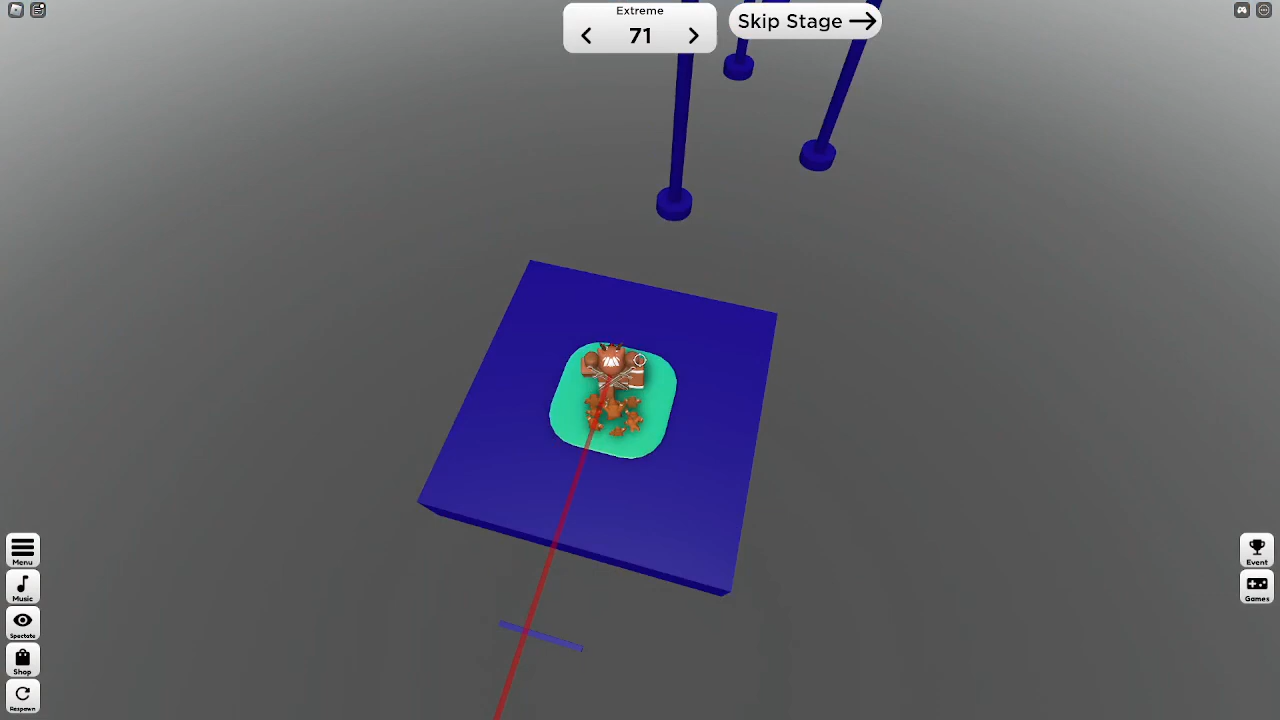 Extreme
71
Skip Stage
Menu
Music
Spectate
Shop
Respawn
Event
Games